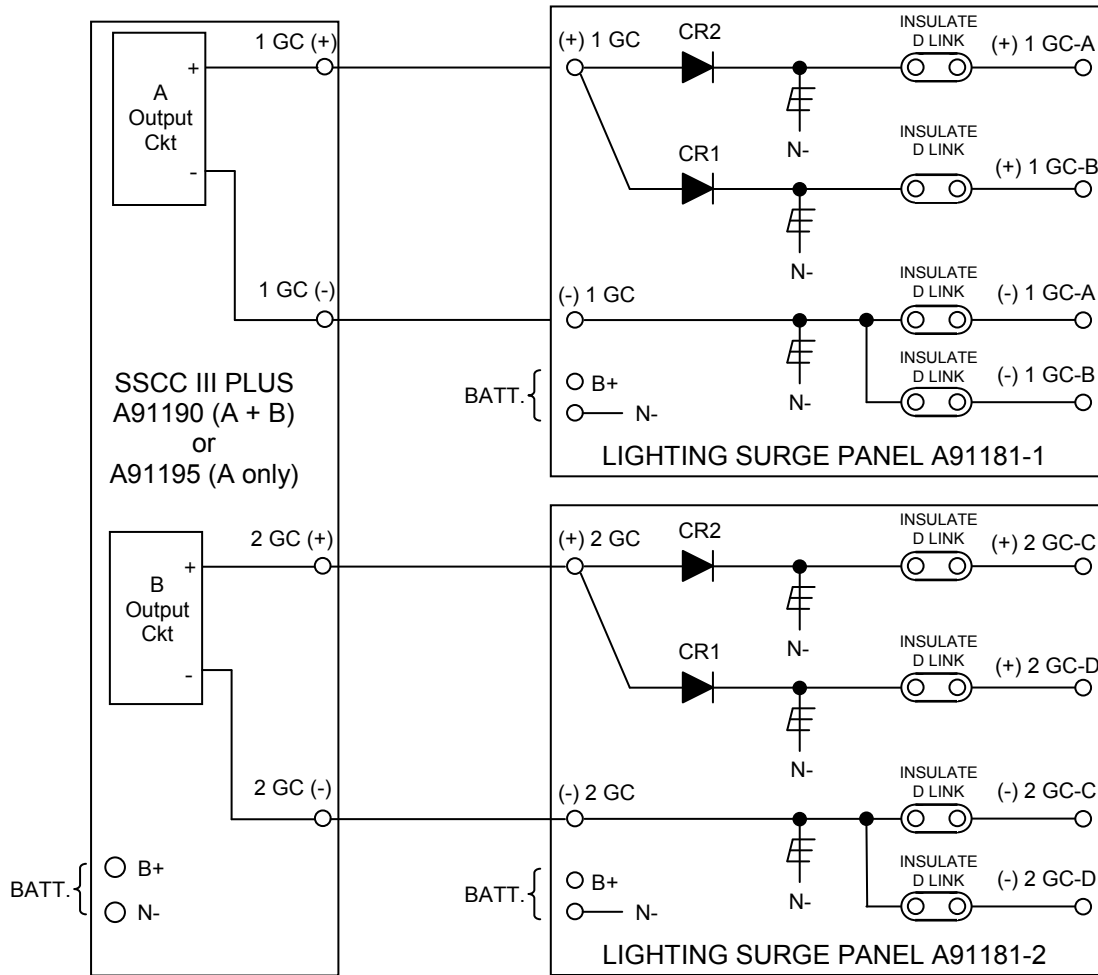 1 GC (+)
A
Output
Ckt
+
-
1 GC (-)
SSCC III PLUS
A91190 (A + B)
or
A91195 (A only)
2 GC (+)
B
Output
Ckt
+
-
2 GC (-)
BATT.
B+
N-
(+) 1 GC
CR2
N-
INSULATE
D LINK
(+) 1 GC-A
CR1
N-
INSULATE
D LINK
(+) 1 GC-B
(-) 1 GC
N-
INSULATE
D LINK
(-) 1 GC-A
INSULATE
D LINK
(-) 1 GC-B
BATT.
B+
N-
LIGHTING SURGE PANEL A91181-1
(+) 2 GC
CR2
N-
INSULATE
D LINK
(+) 2 GC-C
CR1
N-
INSULATE
D LINK
(+) 2 GC-D
(-) 2 GC
N-
INSULATE
D LINK
(-) 2 GC-C
INSULATE
D LINK
(-) 2 GC-D
BATT.
B+
N-
LIGHTING SURGE PANEL A91181-2